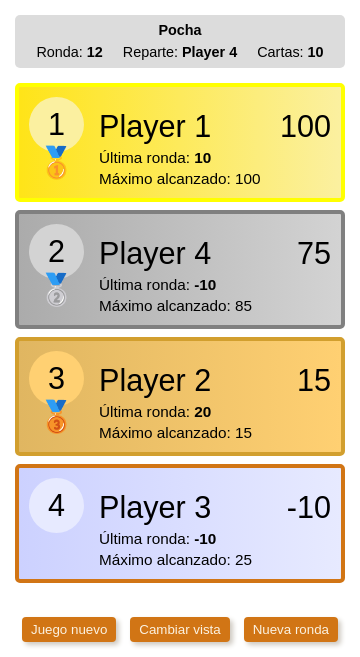 Pocha
Ronda: 12 Reparte: Player 4 Cartas: 10
1 Player 1 100
Última ronda: 10
Máximo alcanzado: 100
2 Player 4 75
Última ronda: -10
Máximo alcanzado: 85
3 Player 2 15
Última ronda: 20
Máximo alcanzado: 15
4 Player 3 -10
Última ronda: -10
Máximo alcanzado: 25
Juego nuevo Cambiar vista Nueva ronda